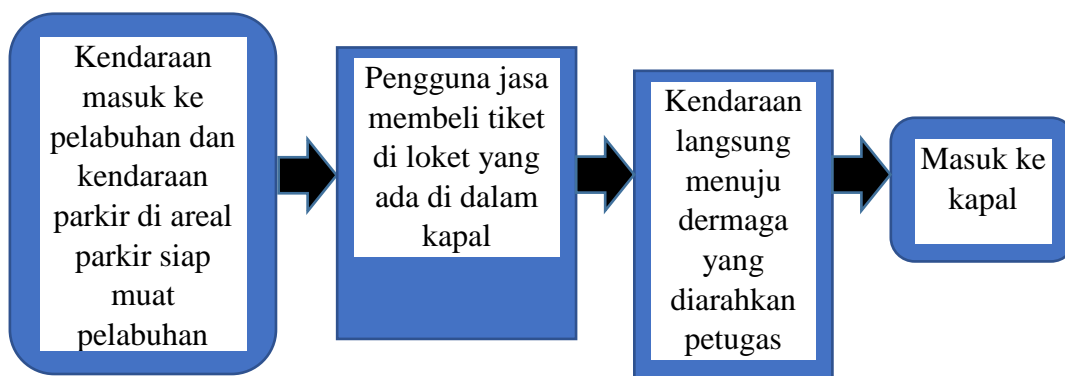 Kendaraan
masuk ke
pelabuhan dan
kendaraan
parkir di areal
parkir siap
muat
pelabuhan
Pengguna jasa
membeli tiket
di loket yang
ada di dalam
kapal
Kendaraan
langsung
menuju
dermaga
yang
diarahkan
petugas
Masuk ke
kapal